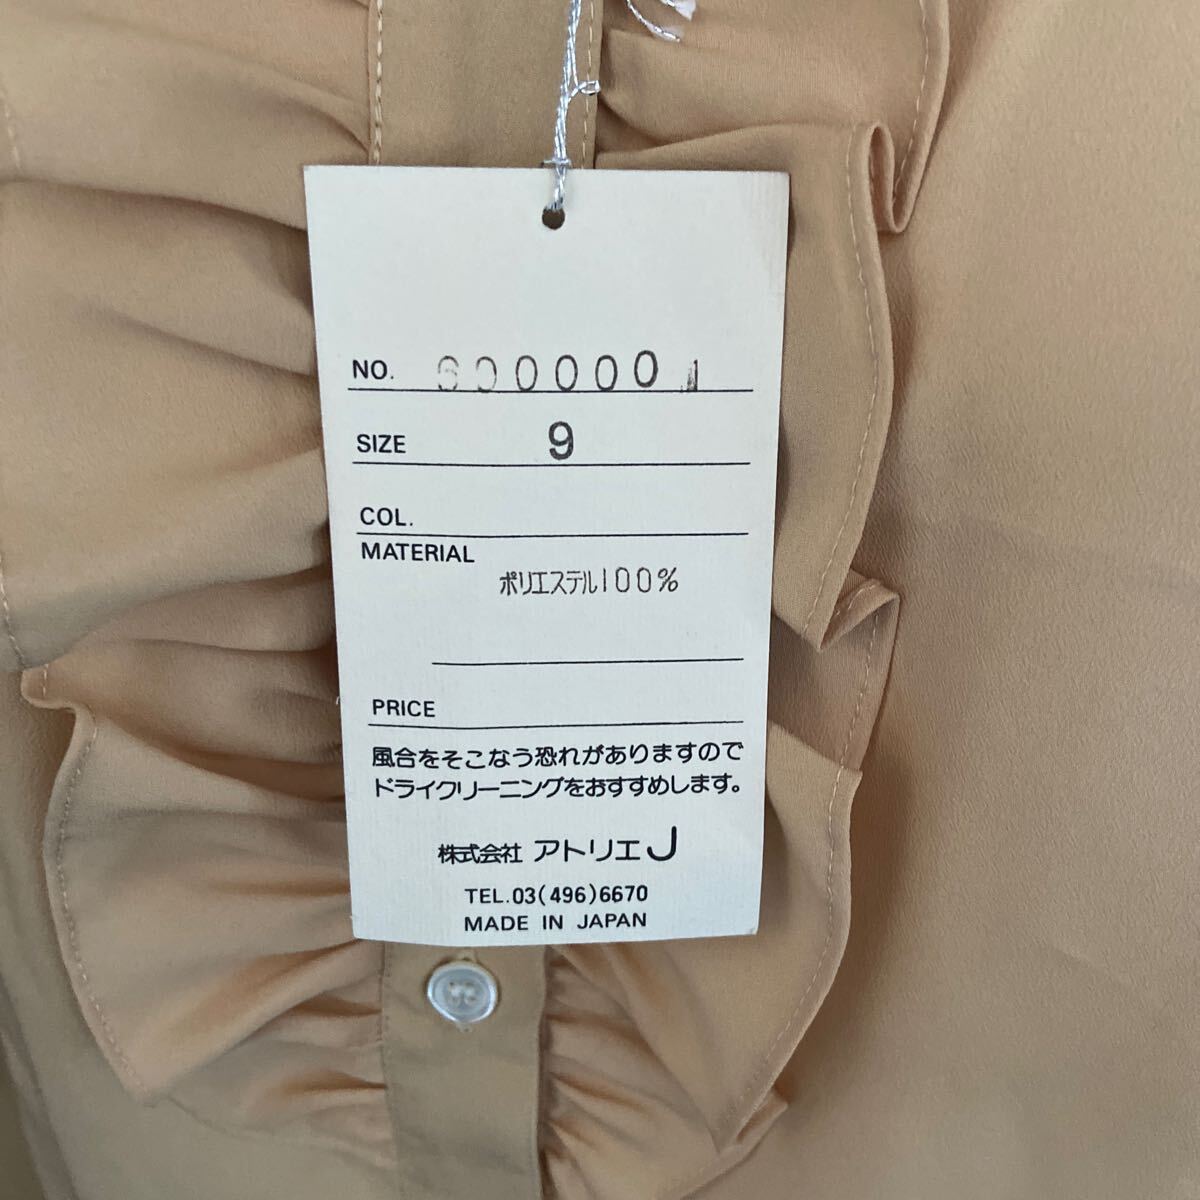 NO. 6000001
SIZE 9
COL.
MATERIAL
ポリエステル100%
PRICE
風合をそこなう恐れがありますので
ドライクリーニングをおすすめします。
株式会社 アトリエJ
TEL.03(496)6670
MADE IN JAPAN